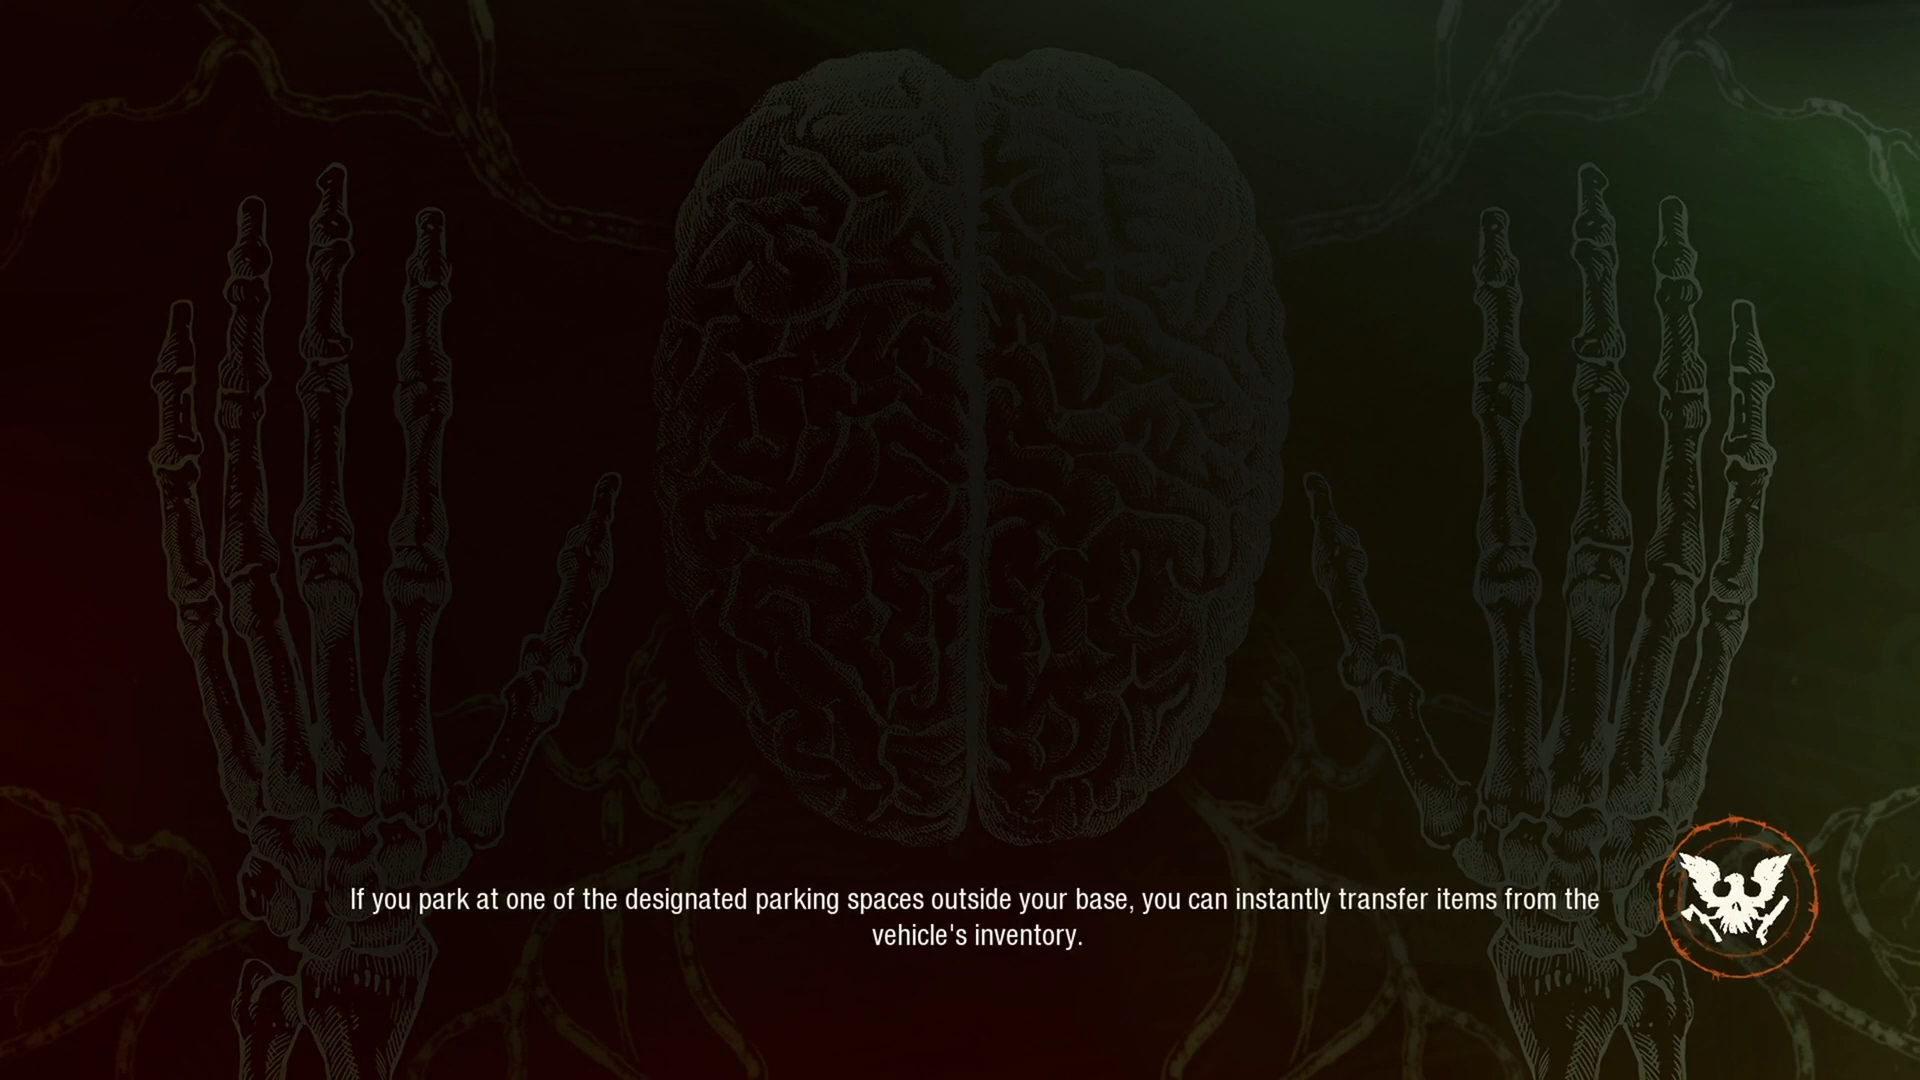 If you park at one of the designated parking spaces outside your base, you can instantly transfer items from the
vehicle's inventory.